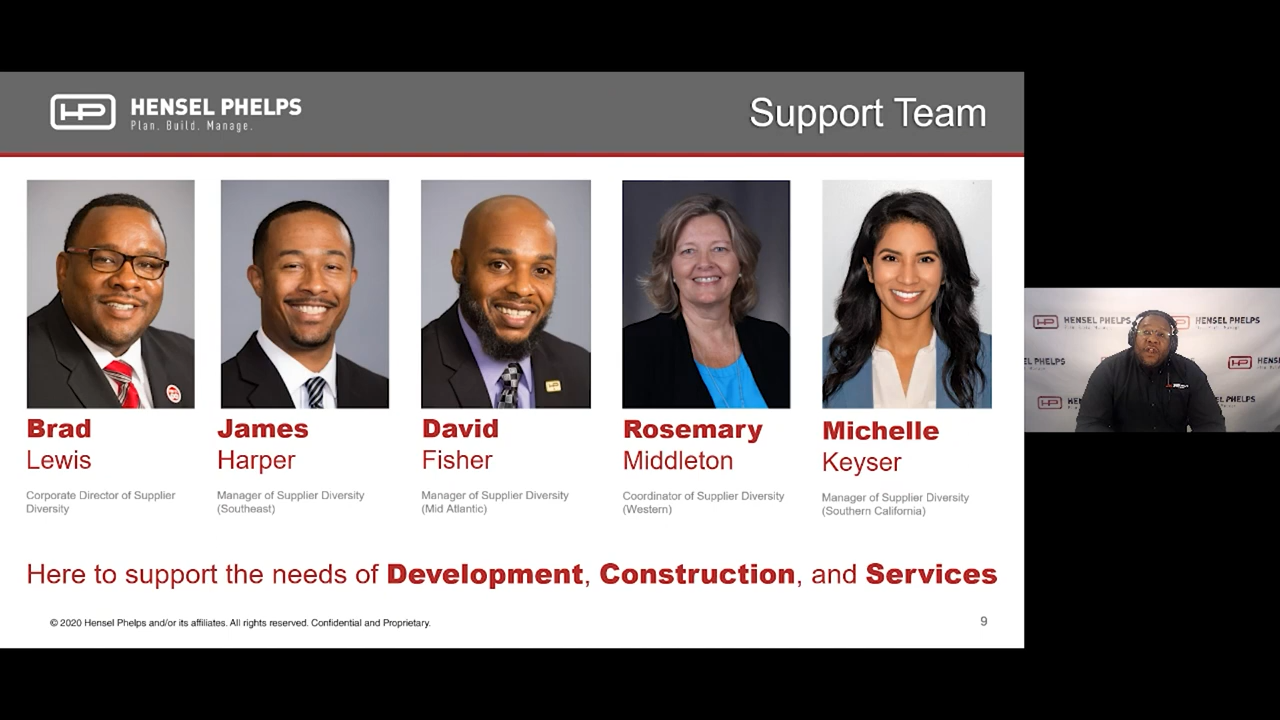 HENSEL PHELPS
Plan. Build. Manage.
Support Team
Brad
Lewis
Corporate Director of Supplier
Diversity
James
Harper
Manager of Supplier Diversity
(Southeast)
David
Fisher
Manager of Supplier Diversity
(Mid Atlantic)
Rosemary
Middleton
Coordinator of Supplier Diversity
(Western)
Michelle
Keyser
Manager of Supplier Diversity
(Southern California)
Here to support the needs of Development, Construction, and Services
© 2020 Hensel Phelps and/or its affiliates. All rights reserved. Confidential and Proprietary.
9
HENSEL PHELPS
HENSEL PHELPS
PHELPS
HENSEL
PHELPS